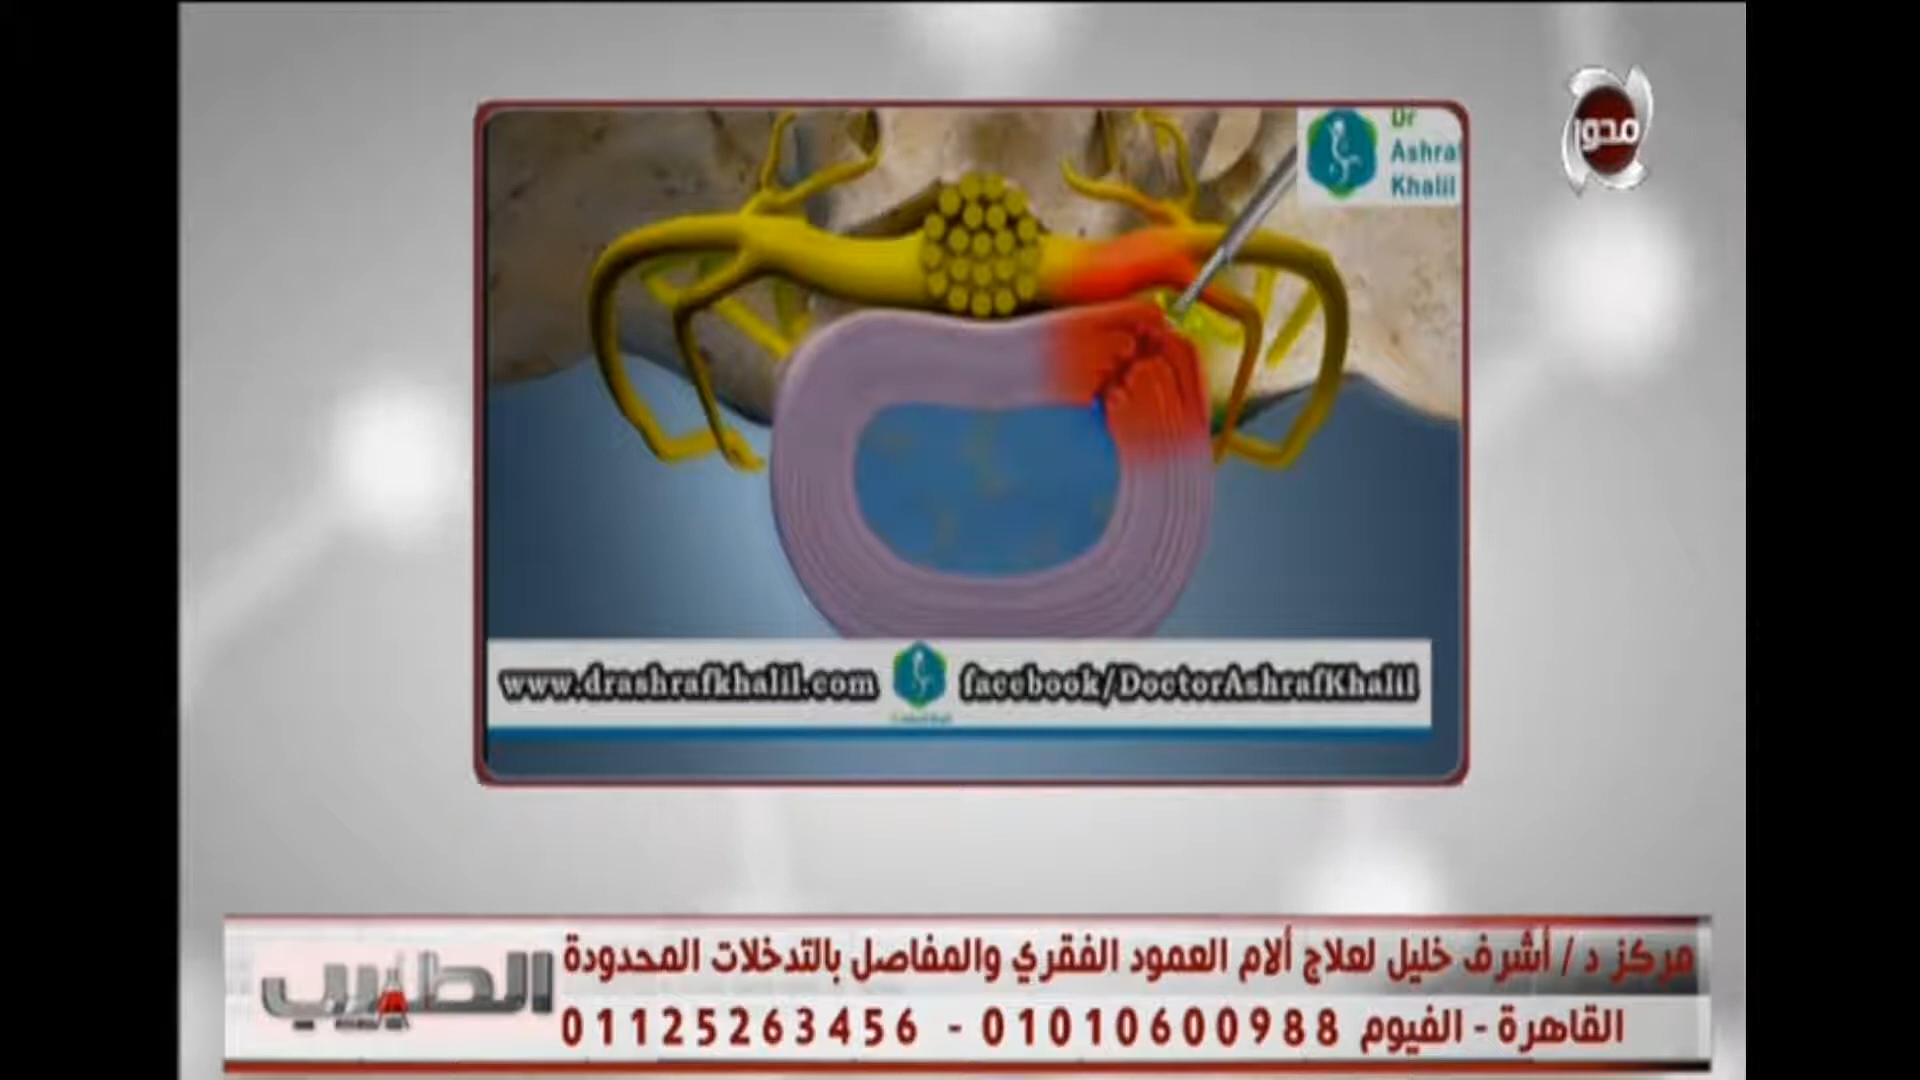 محور
Dr
Ashraf
Khalil
www.drashrafkhalil.com
facebook/DoctorAshrafKhalil
مركز د / أشرف خليل لعلاج ألام العمود الفقري والمفاصل بالتدخلات المحدودة
القاهرة - الفيوم 01010600988 - 01125263456
الطبيب